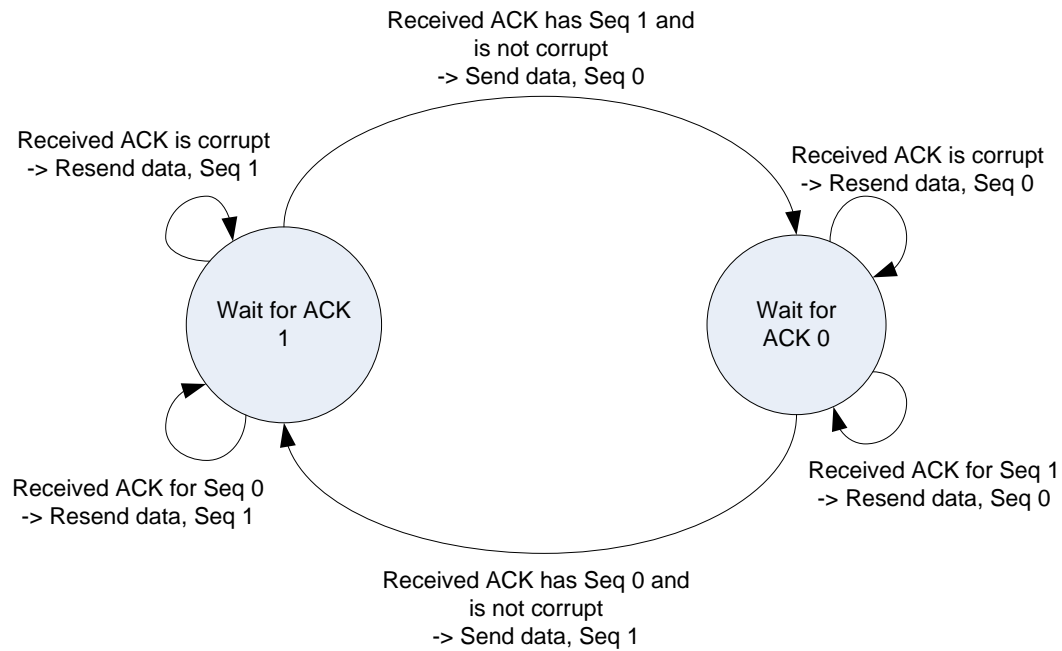 Received ACK has Seq 1 and
is not corrupt
-> Send data, Seq 0
Received ACK is corrupt
-> Resend data, Seq 1
Received ACK is corrupt
-> Resend data, Seq 0
Wait for ACK
1
Wait for
ACK 0
Received ACK for Seq 0
-> Resend data, Seq 1
Received ACK for Seq 1
-> Resend data, Seq 0
Received ACK has Seq 0 and
is not corrupt
-> Send data, Seq 1